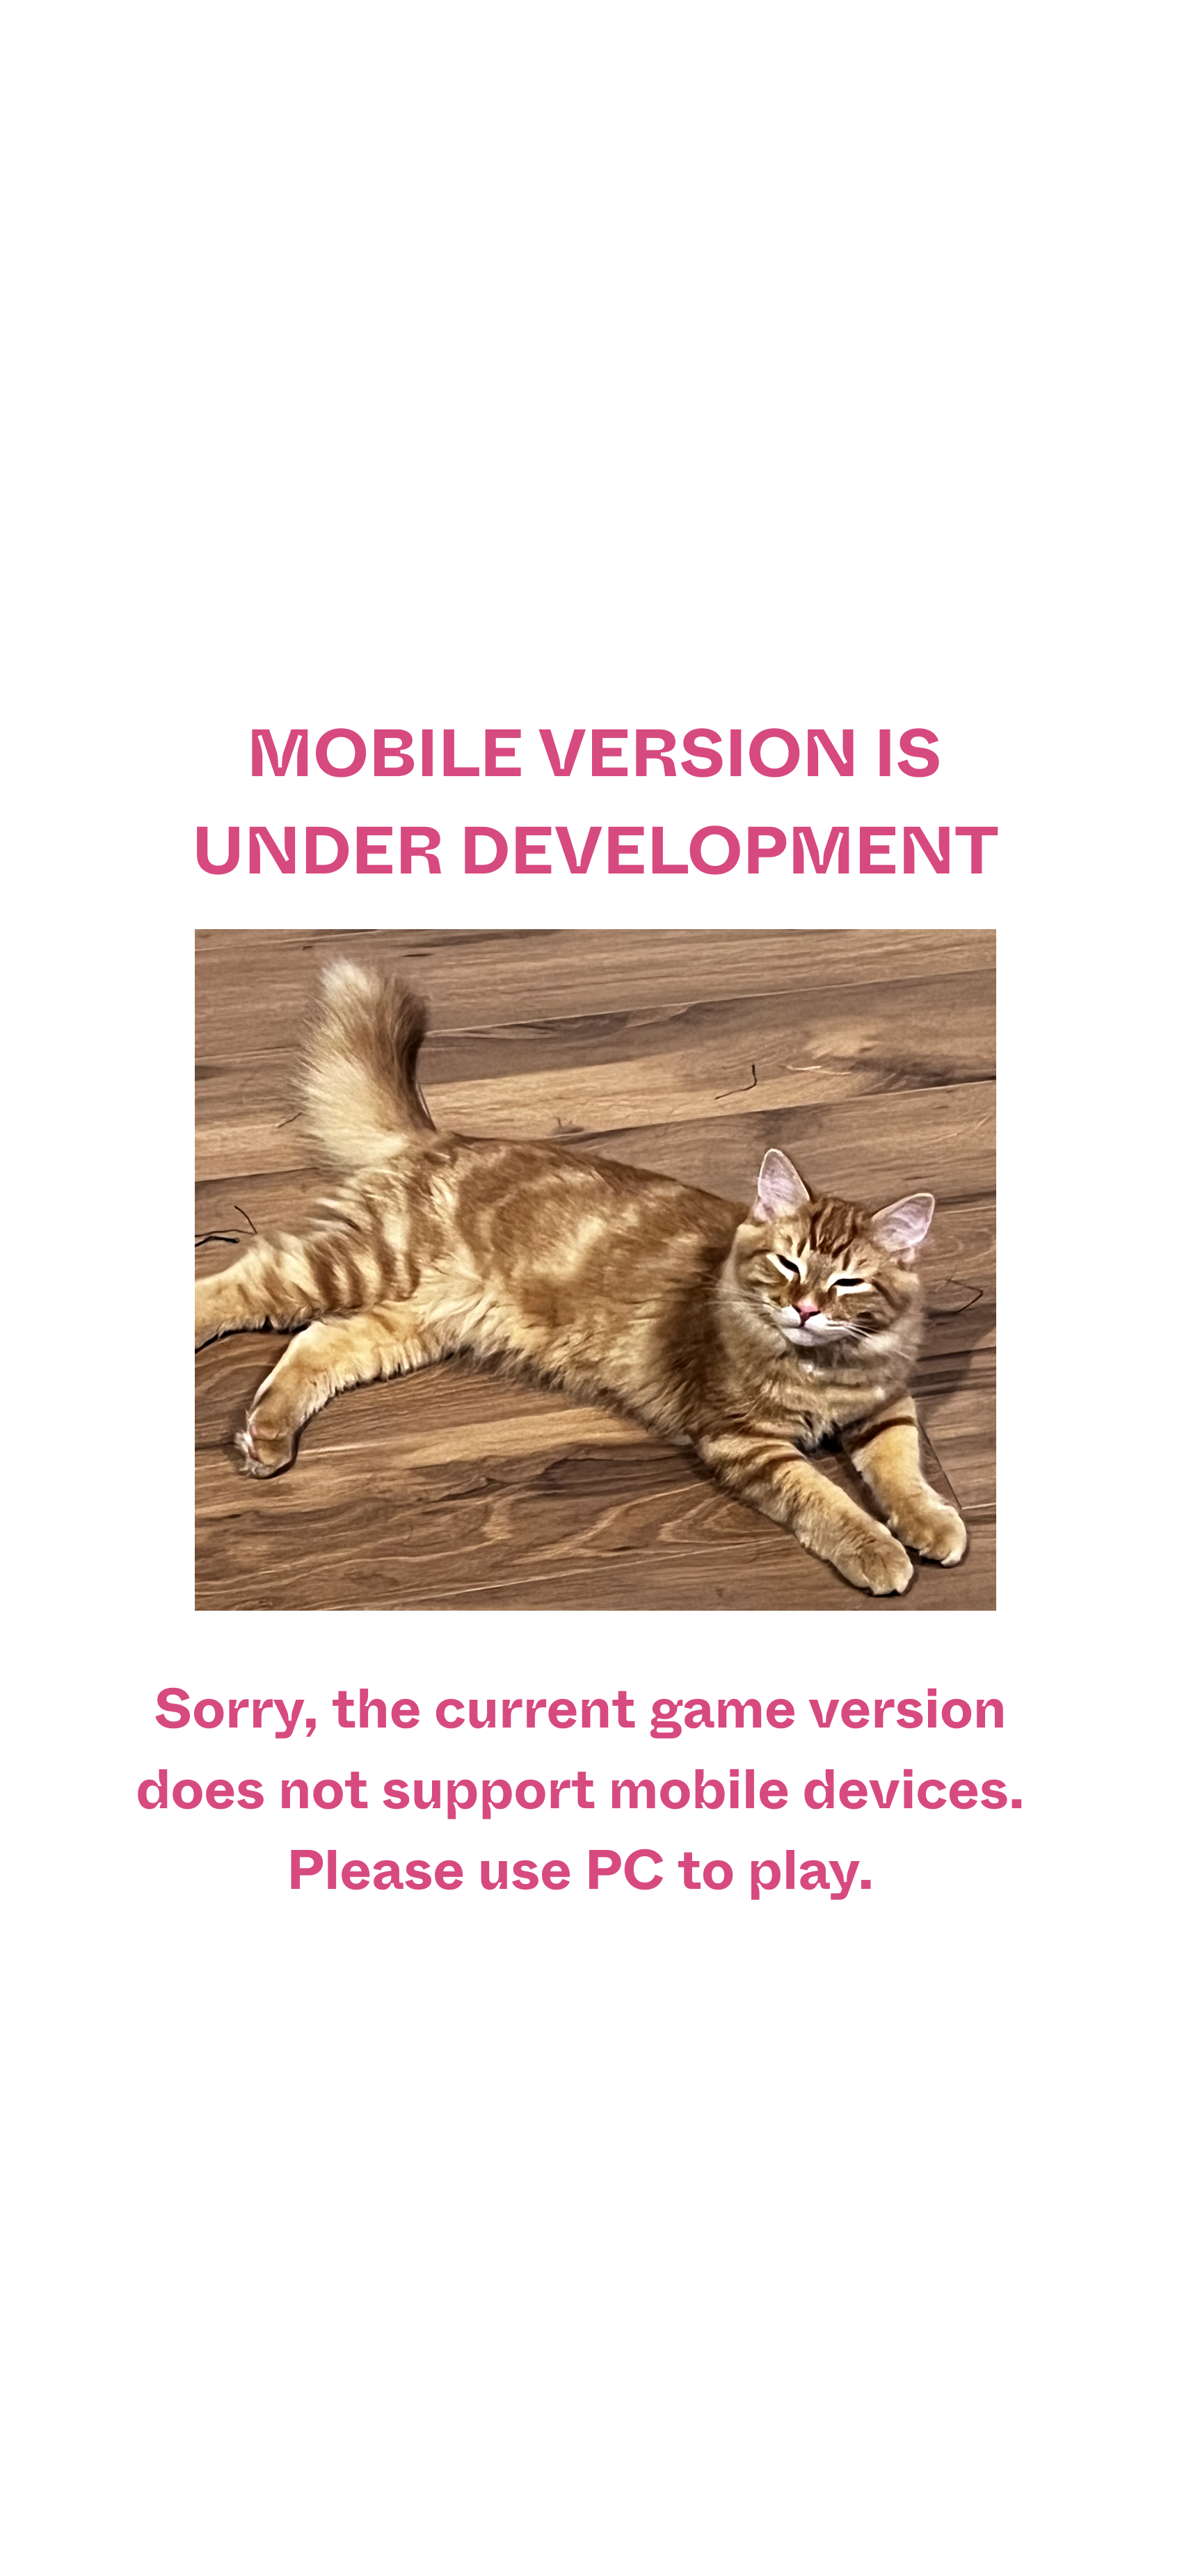 MOBILE VERSION IS
UNDER DEVELOPMENT
Sorry, the current game version
does not support mobile devices.
Please use PC to play.